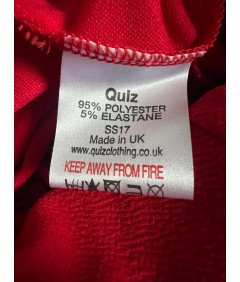 Quiz
95% POLYESTER
5% ELASTANE
SS17
Made in UK
www.quizclothing.co.uk
KEEP AWAY FROM FIRE